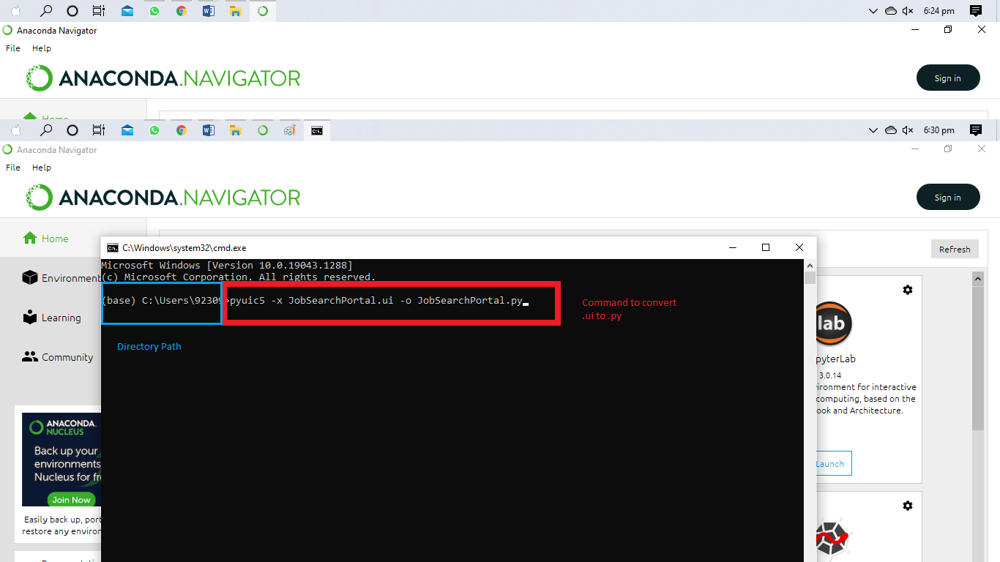 6:24 pm
Anaconda Navigator
File Help
ANACONDA.NAVIGATOR
Sign in
Home
6:30 pm
Anaconda Navigator
File Help
ANACONDA.NAVIGATOR
Sign in
Home
Refresh
Environment
Learning
Community
C:\Windows\system32\cmd.exe
Microsoft Windows [Version 10.0.19043.1288]
(c) Microsoft Corporation. All rights reserved.
(base) C:\Users\92309>pyuic5 -x JobSearchPortal.ui -o JobSearchPortal.py
Command to convert
.ui to .py
Directory Path
lab
pyterLab
3.0.14
ironment for interactive
computing, based on the
ook and Architecture.
Launch
ANACONDA.
NUCLEUS
Back up your
environments
Nucleus for fre
Join Now
Easily back up, port
restore any environ